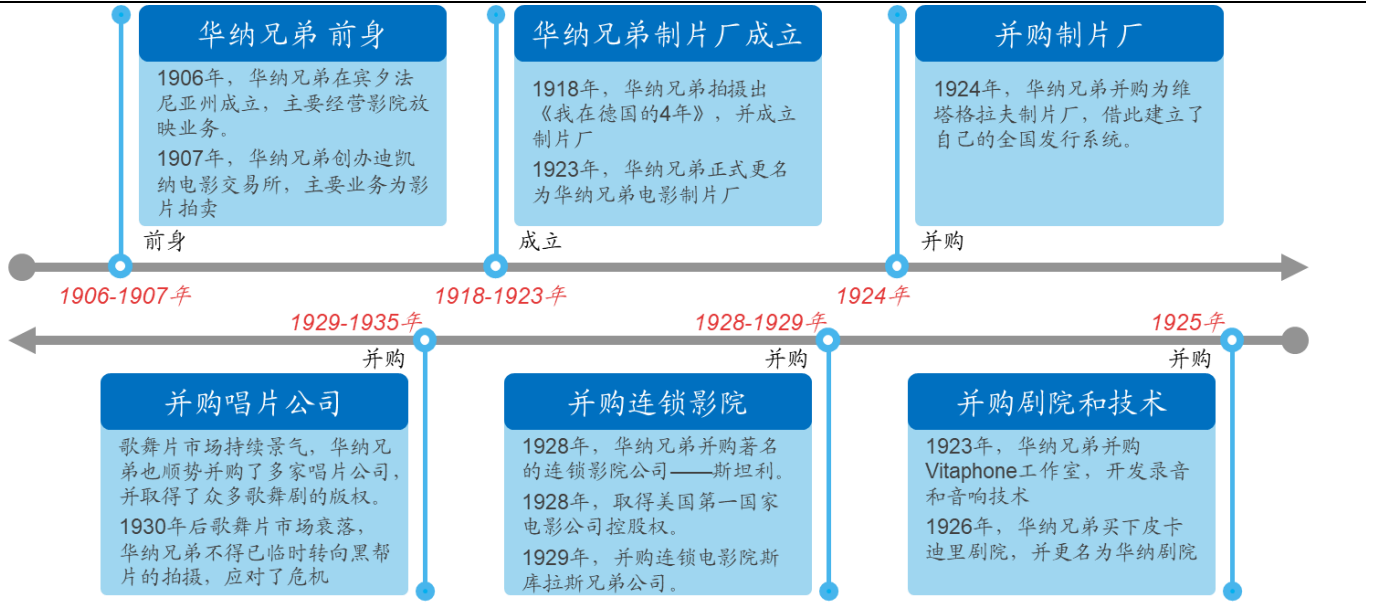 华纳兄弟 前身
1906年，华纳兄弟在宾夕法
尼亚州成立，主要经营影院放
映业务。
1907年，华纳兄弟创办迪凯
纳电影交易所，主要业务为影
片拍卖
前身
1906-1907年
华纳兄弟制片厂成立
1918年，华纳兄弟拍摄出
《我在德国的4年》，并成立
制片厂
1923年，华纳兄弟正式更名
为华纳兄弟电影制片厂
成立
1918-1923年
并购制片厂
1924年，华纳兄弟并购为维
塔格拉夫制片厂，借此建立了
自己的全国发行系统。
并购
1924年
1925年
并购
并购剧院和技术
1923年，华纳兄弟并购
Vitaphone工作室，开发录音
和音响技术
1926年，华纳兄弟买下皮卡
迪里剧院，并更名为华纳剧院
1928-1929年
并购
并购连锁影院
1928年，华纳兄弟并购著名
的连锁影院公司——斯坦利。
1928年，取得美国第一国家
电影公司控股权。
1929年，并购连锁电影院斯
库拉斯兄弟公司。
1929-1935年
并购
并购唱片公司
歌舞片市场持续景气，华纳兄
弟也顺势并购了多家唱片公司，
并取得了众多歌舞剧的版权。
1930年后歌舞片市场衰落，
华纳兄弟不得已临时转向黑帮
片的拍摄，应对了危机